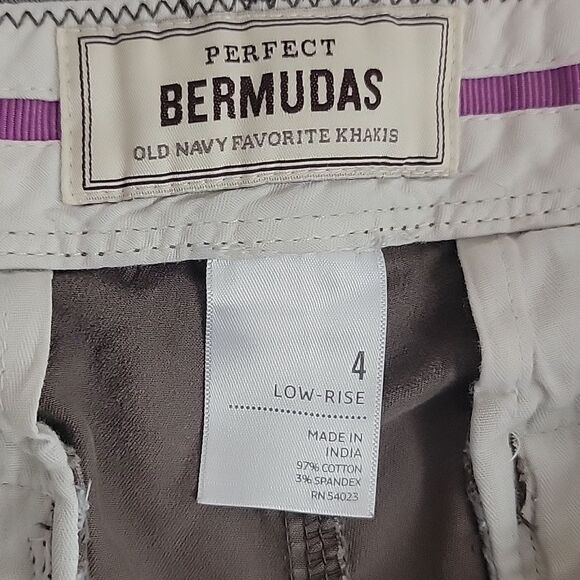 PERFECT
BERMUDAS
OLD NAVY FAVORITE KHAKIS
4
LOW-RISE
MADE IN
INDIA
97% COTTON
3% SPANDEX
RN 54023